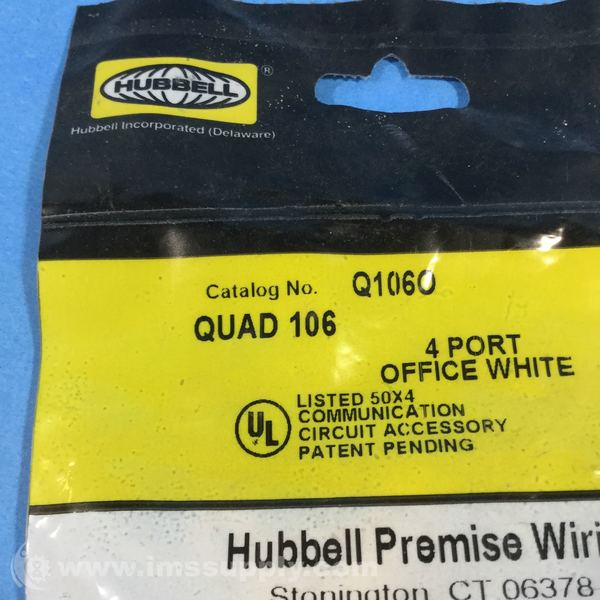 HUBBELL
®
Hubbell Incorporated (Delaware)
Catalog No. Q106O
QUAD 106
4 PORT
OFFICE WHITE
UL
LISTED 50X4
COMMUNICATION
CIRCUIT ACCESSORY
PATENT PENDING
Hubbell Premise Wiri
Stonington, CT 06378
www.imssupply.com